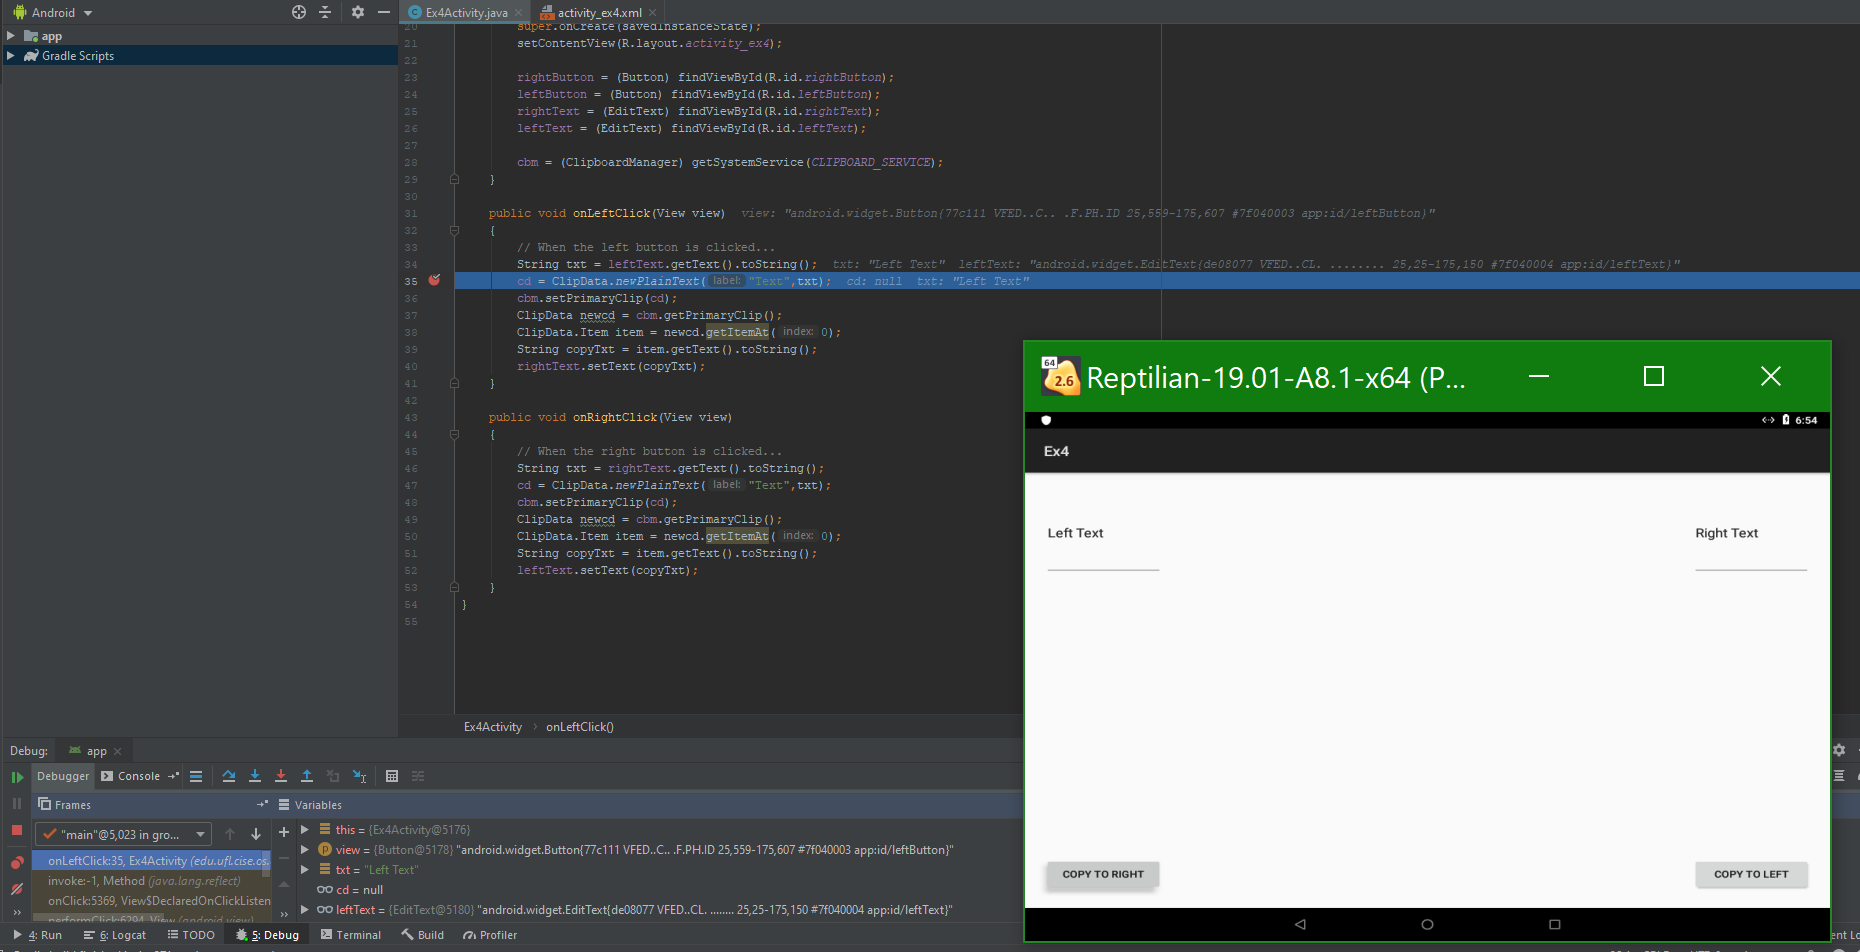 Android
app
Gradle Scripts
Ex4Activity.java
activity_ex4.xml
20 super.onCreate(savedInstanceState);
21 setContentView(R.layout.activity_ex4);
22
23 rightButton = (Button) findViewById(R.id.rightButton);
24 leftButton = (Button) findViewById(R.id.leftButton);
25 rightText = (EditText) findViewById(R.id.rightText);
26 leftText = (EditText) findViewById(R.id.leftText);
27
28 cbm = (ClipboardManager) getSystemService(CLIPBOARD_SERVICE);
29 }
30
31 public void onLeftClick(View view) view: "android.widget.Button{77c111 VFED..C.. .F.PH.ID 25,559-175,607 #7f040003 app:id/leftButton}"
32 {
33 // When the left button is clicked...
34 String txt = leftText.getText().toString(); txt: "Left Text" leftText: "android.widget.EditText{de08077 VFED..CL. ........ 25,25-175,150 #7f040004 app:id/leftText}"
35 cd = ClipData.newPlainText( label: "Text",txt); cd: null txt: "Left Text"
36 cbm.setPrimaryClip(cd);
37 ClipData newcd = cbm.getPrimaryClip();
38 ClipData.Item item = newcd.getItemAt( index: 0);
39 String copyTxt = item.getText().toString();
40 rightText.setText(copyTxt);
41 }
42
43 public void onRightClick(View view)
44 {
45 // When the right button is clicked...
46 String txt = rightText.getText().toString();
47 cd = ClipData.newPlainText( label: "Text",txt);
48 cbm.setPrimaryClip(cd);
49 ClipData newcd = cbm.getPrimaryClip();
50 ClipData.Item item = newcd.getItemAt( index: 0);
51 String copyTxt = item.getText().toString();
52 leftText.setText(copyTxt);
53 }
54 }
55
Ex4Activity › onLeftClick()
64
2.6
Reptilian-19.01-A8.1-x64 (P...
6:54
Ex4
Left Text
Right Text
COPY TO RIGHT
COPY TO LEFT
Debug: app
Debugger Console
Frames
Variables
"main"@5,023 in gro...
onLeftClick:35, Ex4Activity (edu.ufl.cise.os.
invoke:-1, Method (java.lang.reflect)
onClick:5369, View$DeclaredOnClickListen
performClick:6294, View (android.view)
this = {Ex4Activity@5176}
view = {Button@5178} "android.widget.Button{77c111 VFED..C.. .F.PH.ID 25,559-175,607 #7f040003 app:id/leftButton}"
txt = "Left Text"
cd = null
leftText = {EditText@5180} "android.widget.EditText{de08077 VFED..CL. ........ 25,25-175,150 #7f040004 app:id/leftText}"
4: Run
6: Logcat
TODO
5: Debug
Terminal
Build
Profiler